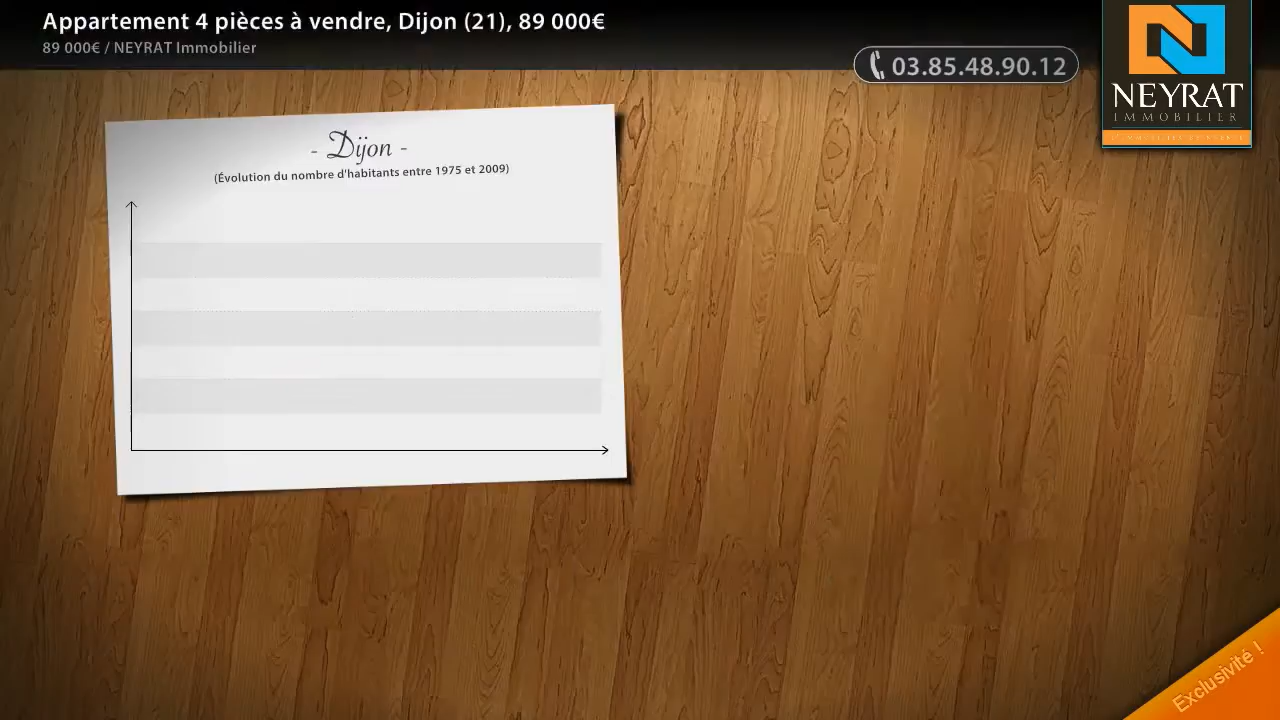 Appartement 4 pièces à vendre, Dijon (21), 89 000€
89 000€ / NEYRAT Immobilier
03.85.48.90.12
NEYRAT
IMMOBILIER
- Dijon -
(Évolution du nombre d'habitants entre 1975 et 2009)
Exclusivité !